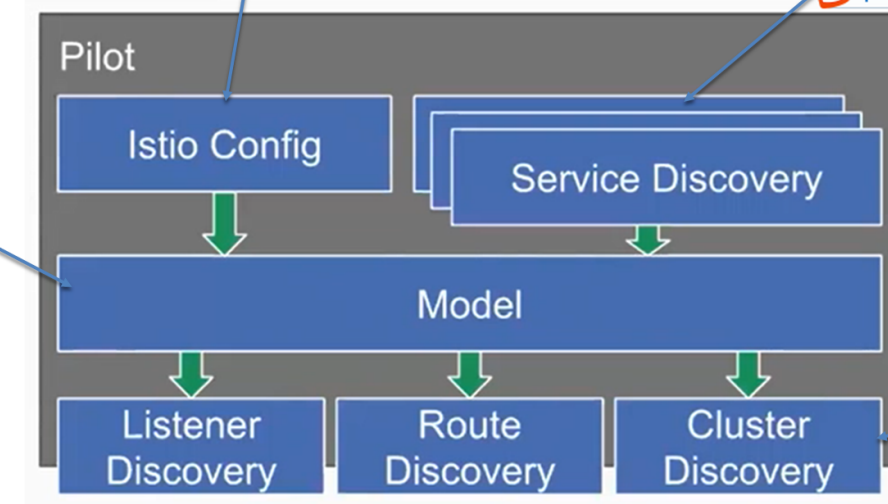 Pilot
Istio Config
Service Discovery
Model
Listener
Discovery
Route
Discovery
Cluster
Discovery